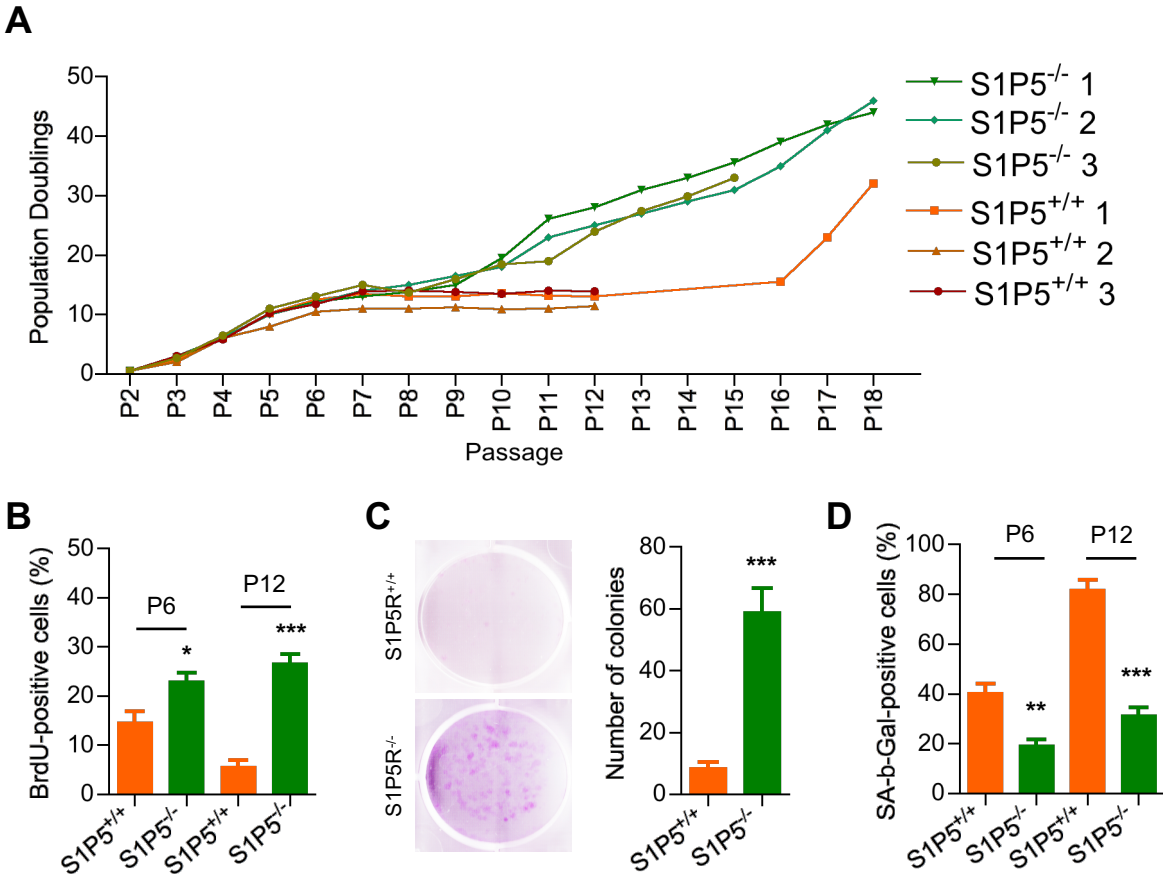 A
Population Doublings
50
40
30
20
10
0
P2 P3 P4 P5 P6 P7 P8 P9 P10 P11 P12 P13 P14 P15 P16 P17 P18
Passage
S1P5-/- 1
S1P5-/- 2
S1P5-/- 3
S1P5+/+ 1
S1P5+/+ 2
S1P5+/+ 3
B
BrdU-positive cells (%)
50
40
30
20
10
0
P6
P12
*
***
S1P5+/+ S1P5-/- S1P5+/+ S1P5-/-
C
S1P5R+/+
S1P5R-/-
Number of colonies
80
60
40
20
0
***
S1P5+/+ S1P5-/-
D
SA-b-Gal-positive cells (%)
100
80
60
40
20
0
P6
P12
**
***
S1P5+/+ S1P5-/- S1P5+/+ S1P5-/-